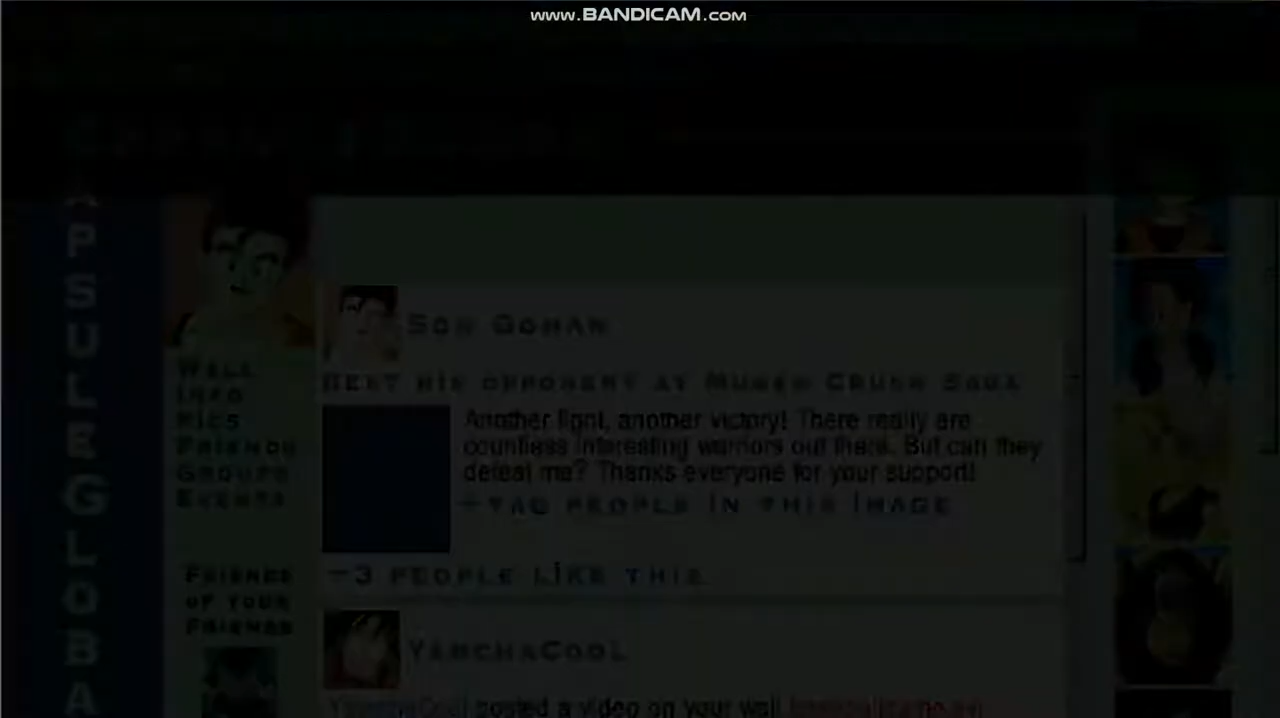 www.BANDICAM.com
A
P
S
U
L
E
G
L
O
B
A
Wall
Info
Pics
Friends
Groups
Events
Friends
of your
Friends
Son Gohan
Beat his opponent at
Another fight, another victory! There really are
countless interesting warriors out there. But can they
defeat me? Thanks everyone for your support!
-tag people in this image
-3 people like this
YamchaCool
YamchaCool posted a video on your wall